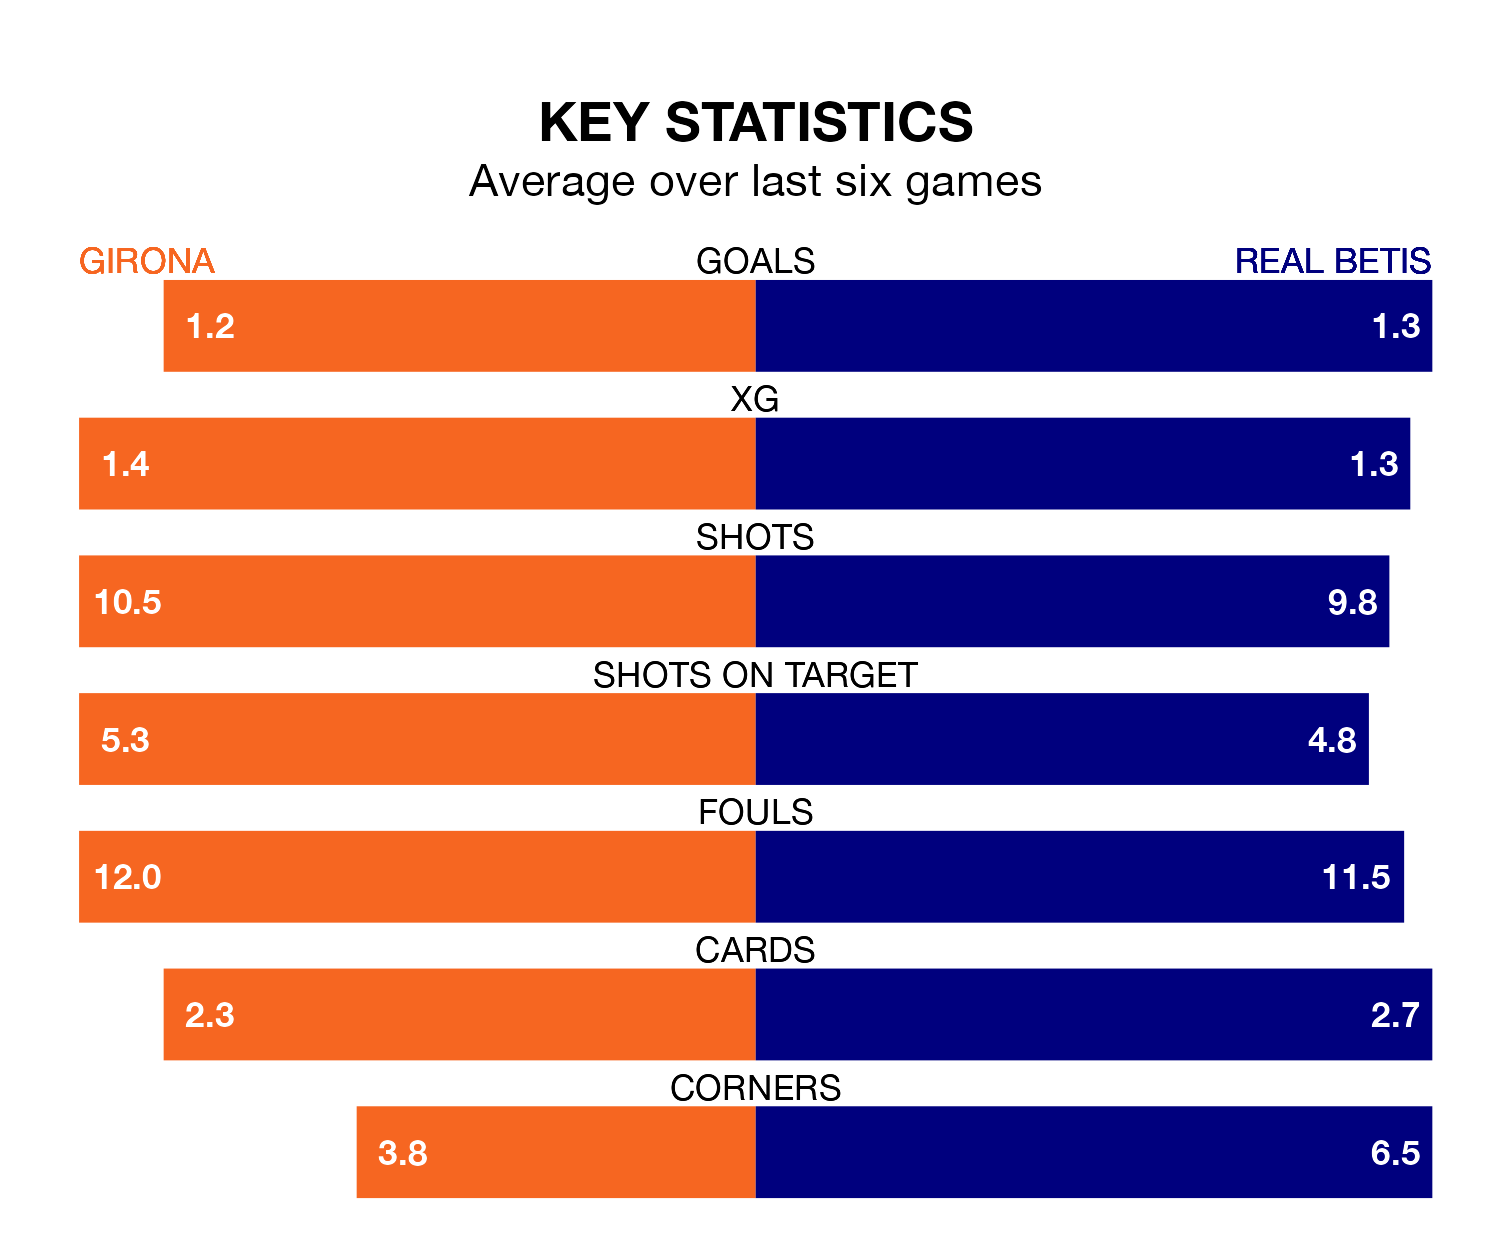 KEY STATISTICS
Average over last six games
GIRONA GOALS REAL BETIS
1.2 1.3
XG
1.4 1.3
SHOTS
10.5 9.8
SHOTS ON TARGET
5.3 4.8
FOULS
12.0 11.5
CARDS
2.3 2.7
CORNERS
3.8 6.5